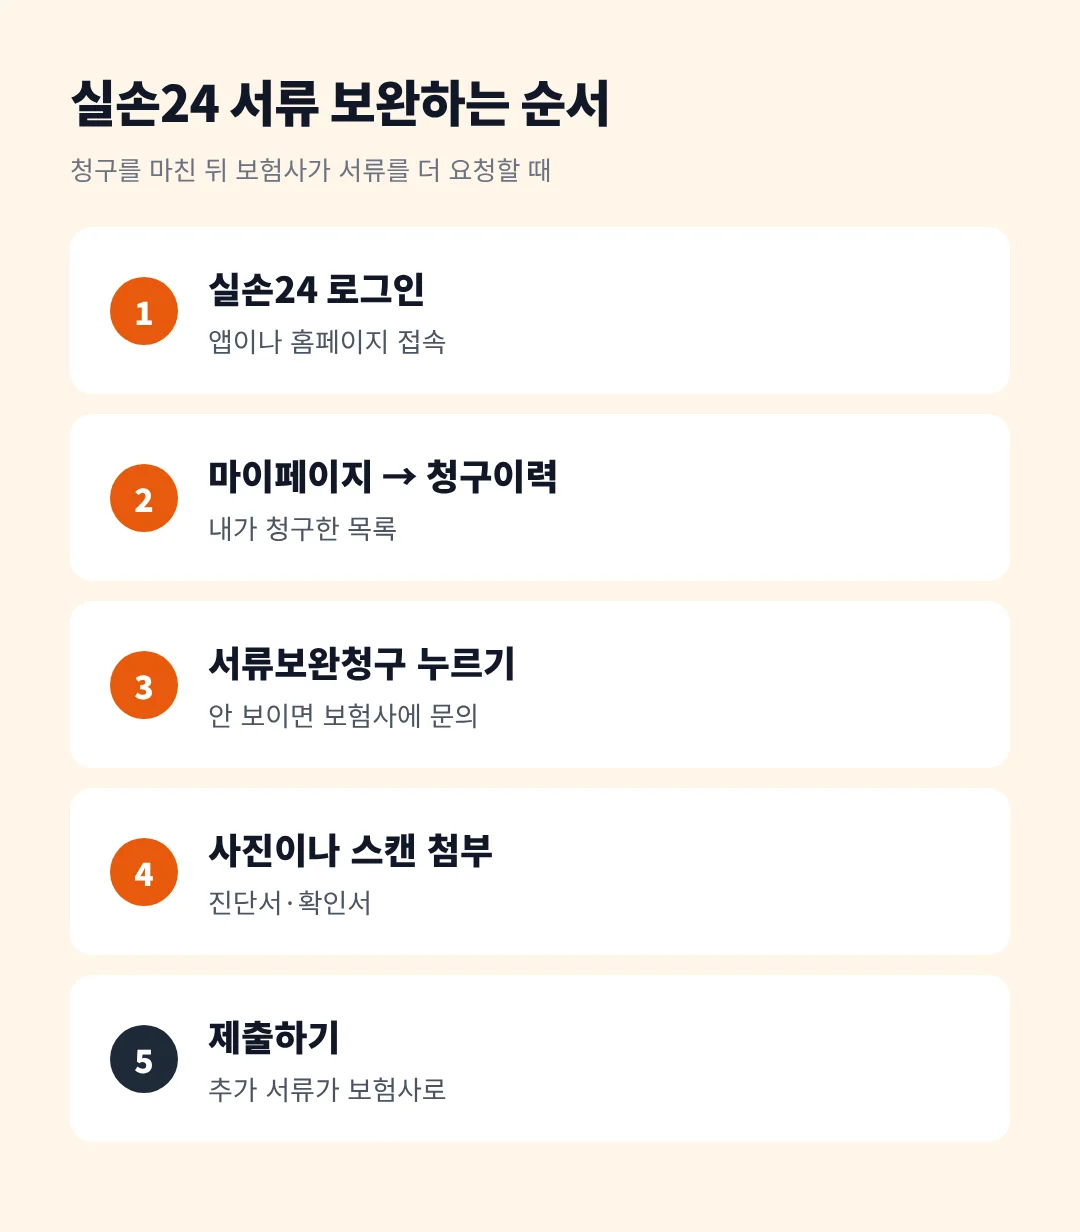 실손24 서류 보완하는 순서
청구를 마친 뒤 보험사가 서류를 더 요청할 때
1
실손24 로그인
앱이나 홈페이지 접속
2
마이페이지 → 청구이력
내가 청구한 목록
3
서류보완청구 누르기
안 보이면 보험사에 문의
4
사진이나 스캔 첨부
진단서·확인서
5
제출하기
추가 서류가 보험사로